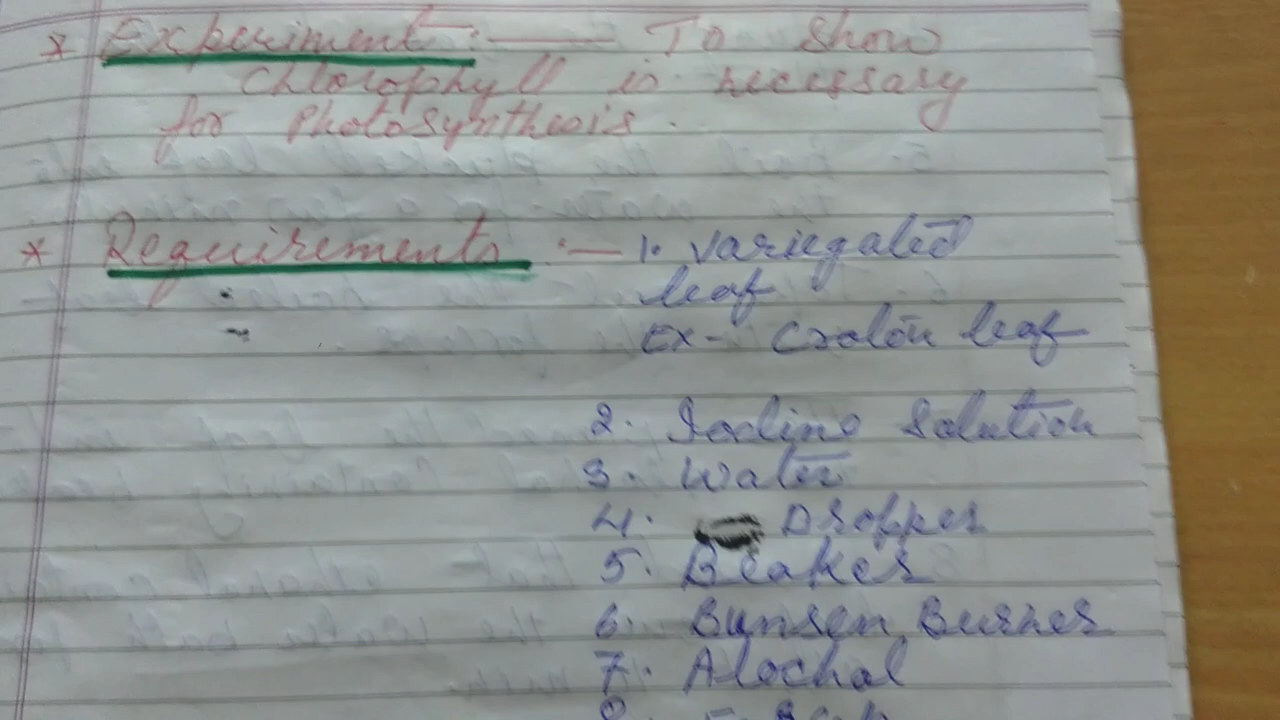 * Experiment :— To show
Chlorophyll is necessary
for Photosynthesis.
* Requirements :— 1. Variegated
leaf
Ex- Croton leaf
2. Iodine Solution
3. Water
4. Dropper
5. Beaker
6. Bunsen Burner
7. Alochal